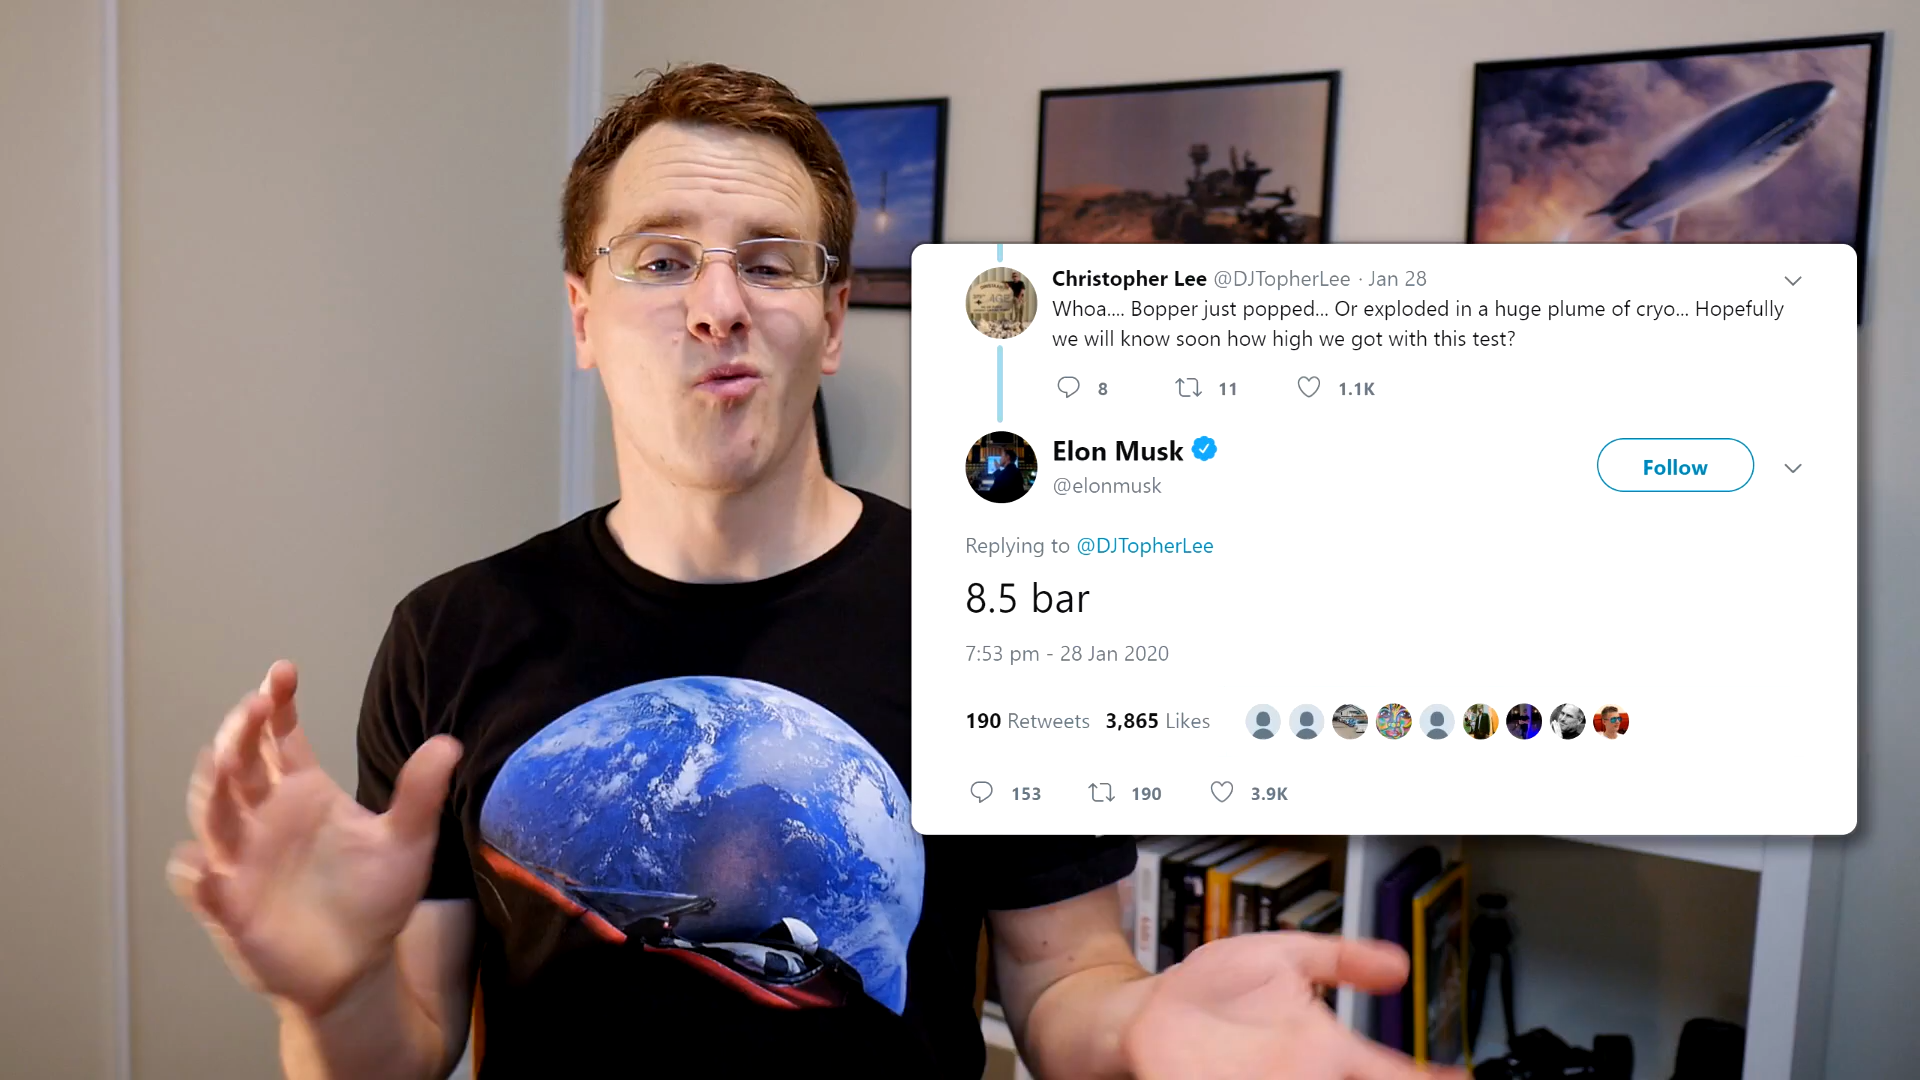 Christopher Lee @DJTopherLee · Jan 28
Whoa.... Bopper just popped... Or exploded in a huge plume of cryo... Hopefully
we will know soon how high we got with this test?
8 11 1.1K
Elon Musk
@elonmusk
Follow
Replying to @DJTopherLee
8.5 bar
7:53 pm - 28 Jan 2020
190 Retweets 3,865 Likes
153 190 3.9K